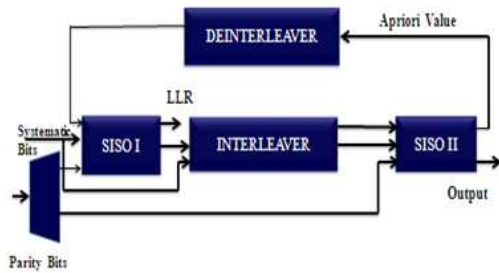 Apriori Value
DEINTERLEAVER
LLR
Systematic
Bits
SISO I
INTERLEAVER
SISO II
Output
Parity Bits